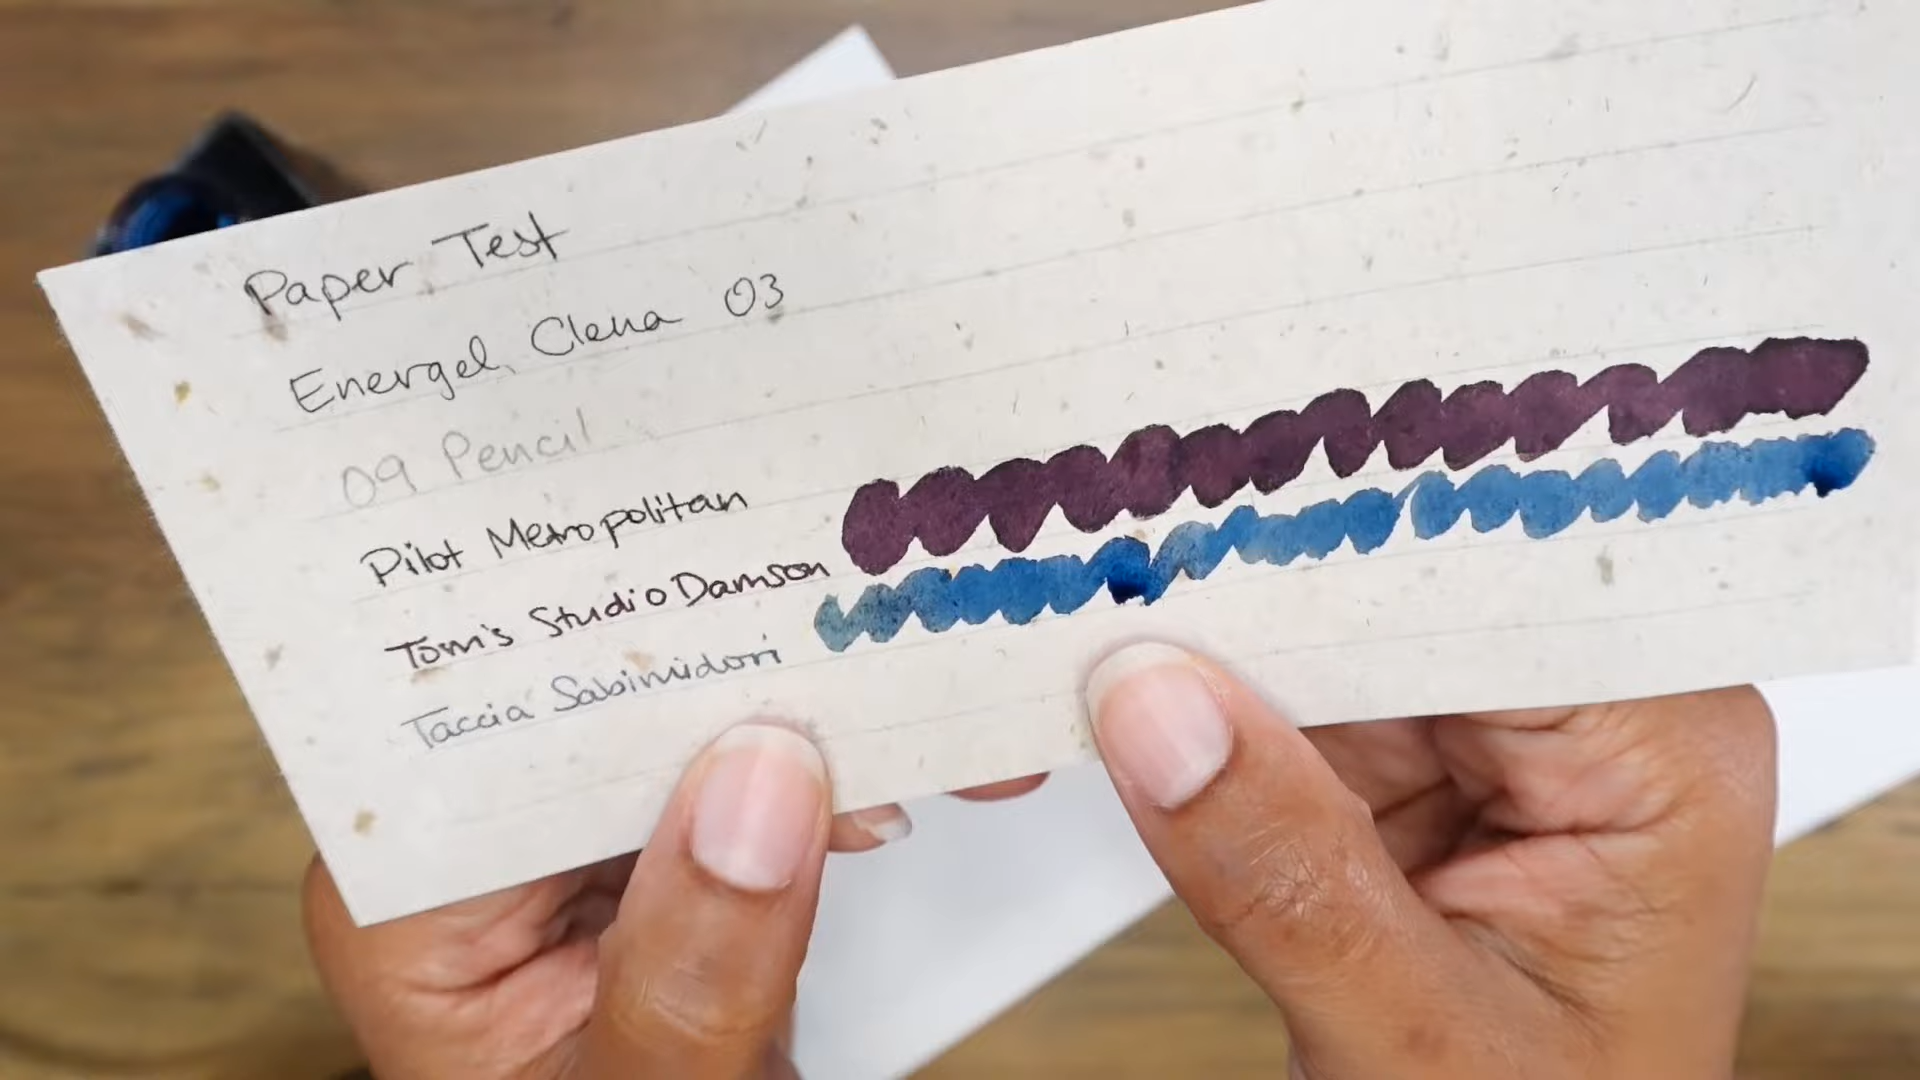 Paper Test
Energel Clena 03
09 Pencil
Pilot Metropolitan
Tom's Studio Damson
Taccia Sabimidori